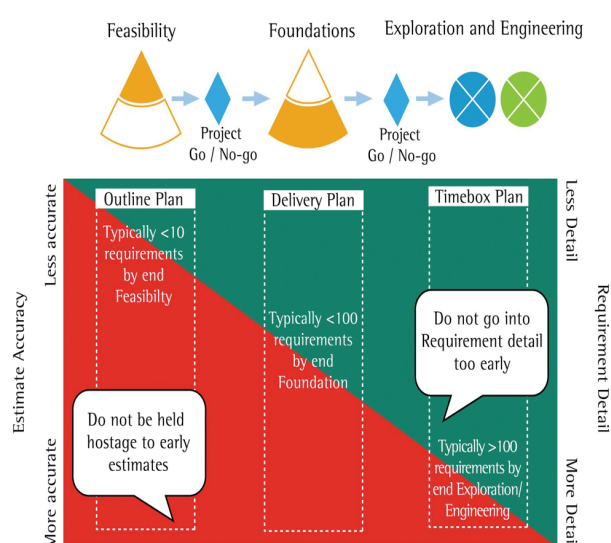 Feasibility
Foundations
Exploration and Engineering
Project
Go / No-go
Project
Go / No-go
Less accurate
Estimate Accuracy
More accurate
Outline Plan
Typically <10
requirements
by end
Feasibilty
Do not be held
hostage to early
estimates
Delivery Plan
Typically <100
requirements
by end
Foundation
Timebox Plan
Do not go into
Requirement detail
too early
Typically >100
requirements by
end Exploration/
Engineering
Less Detail
Requirement Detail
More Detail